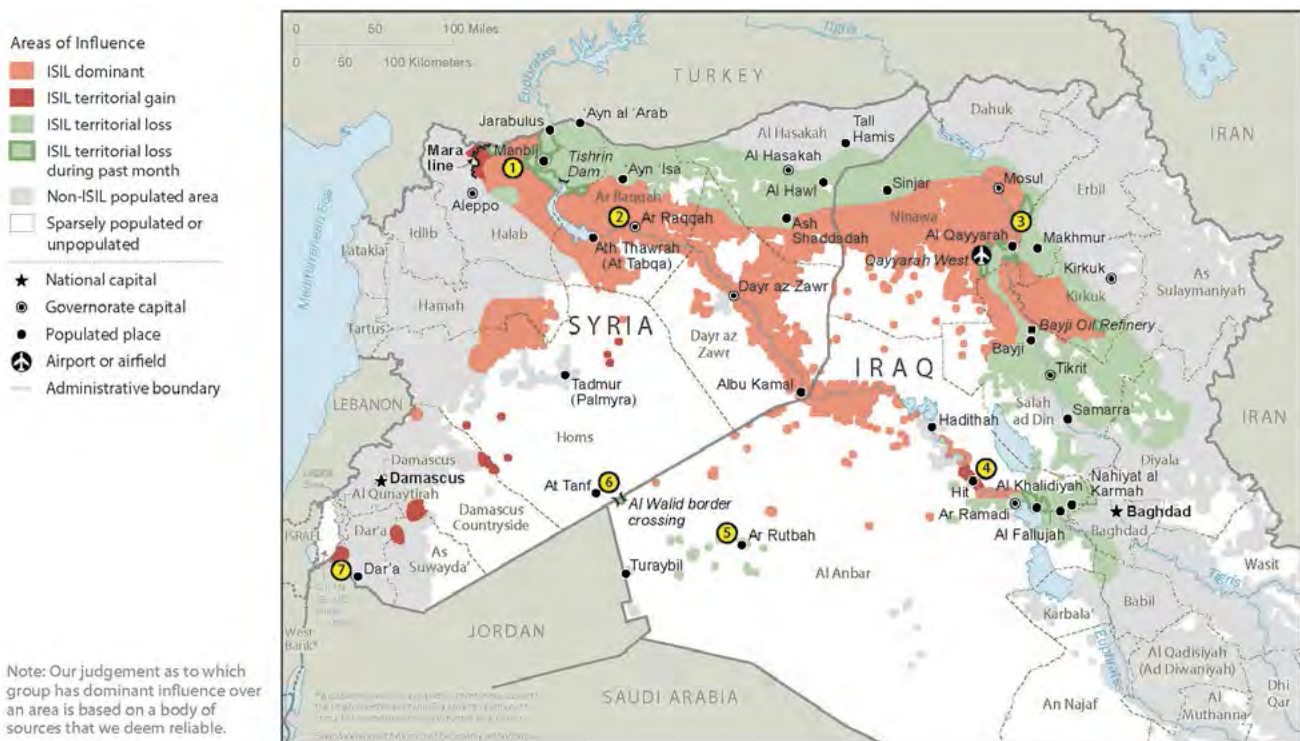 Areas of Influence
ISIL dominant
ISIL territorial gain
ISIL territorial loss
ISIL territorial loss
during past month
Non-ISIL populated area
Sparsely populated or
unpopulated
National capital
Governorate capital
Populated place
Airport or airfield
Administrative boundary
Note: Our judgement as to which
group has dominant influence over
an area is based on a body of
sources that we deem reliable.
0 50 100 Miles
0 50 100 Kilometers
TURKEY
Tigris
Euphrates
IRAN
Dahuk
Jarabulus
'Ayn al 'Arab
Tall
Hamis
Al Hasakah
Mara
line
Manbij
1
Tishrin
Dam
Ayn 'Isa
Al Hasakah
Al Hawl
Sinjar
Mosul
Erbil
Aleppo
Ar Raqqah
2
Ar Raqqah
Ash
Shaddadah
Ninawa
3
Al Qayyarah
Makhmur
Mediterranean Sea
Latakia
Idlib
Halab
Ath Thawrah
(At Tabqa)
Qayyarah West
Kirkuk
As
Sulaymaniyah
Hamah
Dayr az Zawr
Kirkuk
Tartus
SYRIA
Dayr az
Zawr
Bayji Oil Refinery
Bayji
IRAQ
Tadmur
(Palmyra)
Albu Kamal
Tikrit
LEBANON
Salah
ad Din
Samarra
IRAN
Homs
Hadithah
Diyala
Damascus
Damascus
4
Hit
Al Khalidiyah
Nahiyat al
Karmah
Al Qunaytirah
At Tanf
6
Al Walid border
crossing
Ar Ramadi
Baghdad
Damascus
Countryside
Al Fallujah
Baghdad
ISRAEL
Dar'a
As
Suwayda'
5
Ar Rutbah
Wasit
7
Dar'a
Turaybil
Al Anbar
Tigris
Karbala'
Babil
West
Bank*
JORDAN
Euphrates
Al Qadisiyah
(Ad Diwaniyah)
SAUDI ARABIA
An Najaf
Al
Muthanna
Dhi
Qar